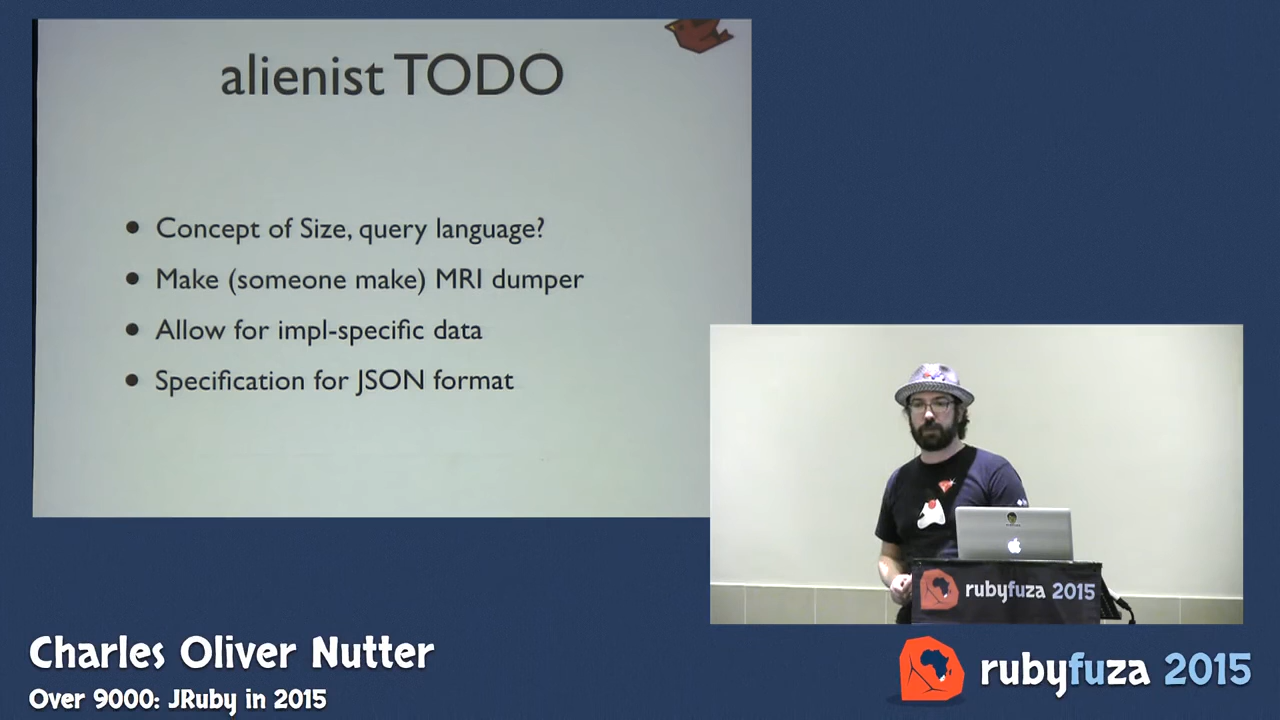 alienist TODO
• Concept of Size, query language?
• Make (someone make) MRI dumper
• Allow for impl-specific data
• Specification for JSON format
rubyfuza 2015
Charles Oliver Nutter
Over 9000: JRuby in 2015
rubyfuza 2015